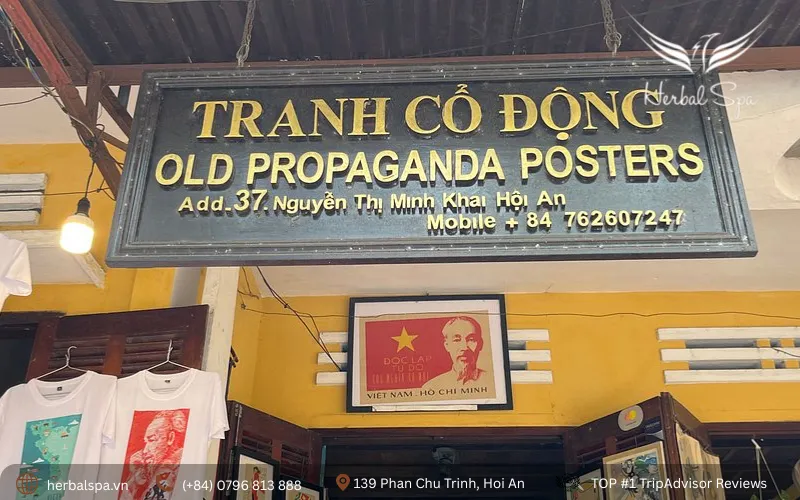 Herbal Spa
TRANH CỔ ĐỘNG
OLD PROPAGANDA POSTERS
Add. 37. Nguyễn Thị Minh Khai Hội An
Mobile + 84 762607247
ĐỘC LẬP
TỰ DO
VIỆT NAM - HỒ CHÍ MINH
herbalspa.vn
(+84) 0796 813 888
139 Phan Chu Trinh, Hoi An
TOP #1 TripAdvisor Reviews